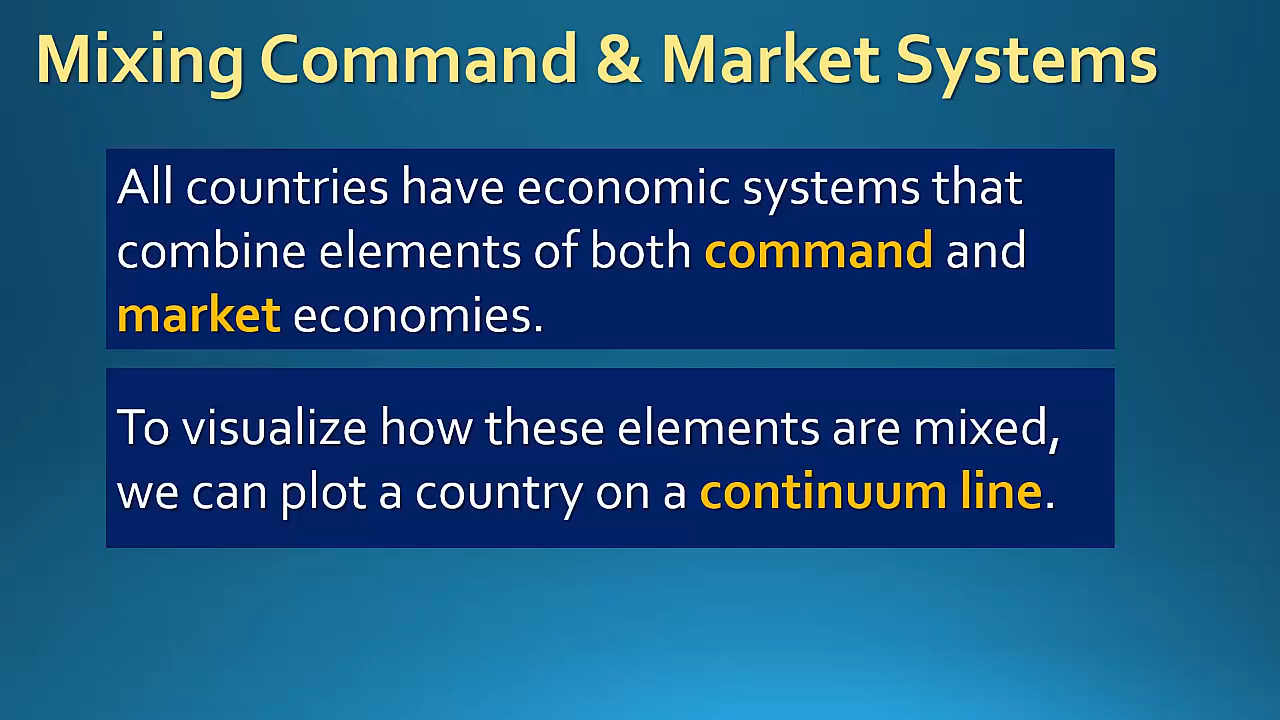 Mixing Command & Market Systems
All countries have economic systems that
combine elements of both command and
market economies.
To visualize how these elements are mixed,
we can plot a country on a continuum line.